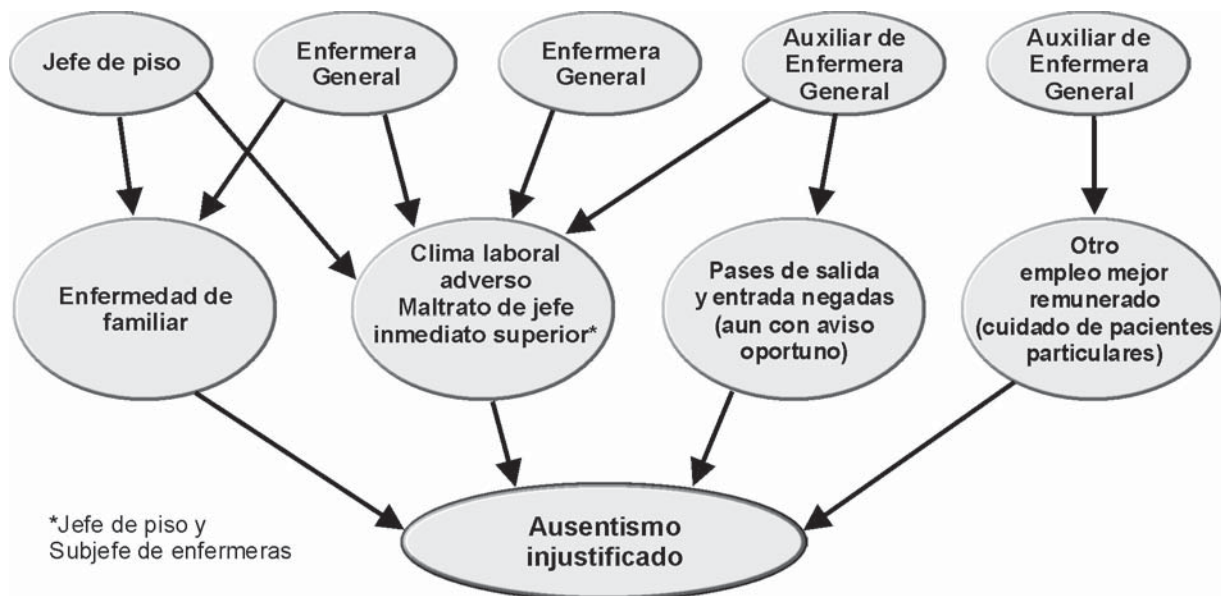 Jefe de piso
Enfermera
General
Enfermera
General
Auxiliar de
Enfermera
General
Auxiliar de
Enfermera
General
Enfermedad de
familiar
Clima laboral
adverso
Maltrato de jefe
inmediato superior*
Pases de salida
y entrada negadas
(aun con aviso
oportuno)
Otro
empleo mejor
remunerado
(cuidado de pacientes
particulares)
*Jefe de piso y
Subjefe de enfermeras
Ausentismo
injustificado